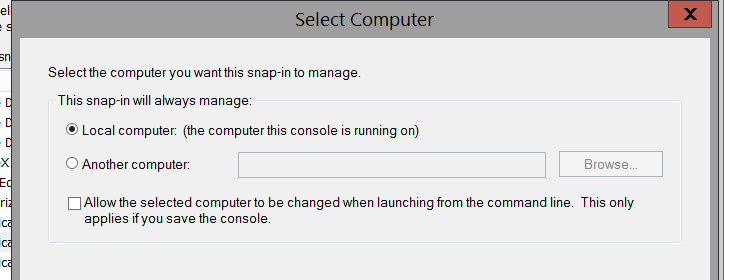 Select Computer
X
Select the computer you want this snap-in to manage.
This snap-in will always manage:
Local computer: (the computer this console is running on)
Another computer:
Browse...
Allow the selected computer to be changed when launching from the command line. This only
applies if you save the console.